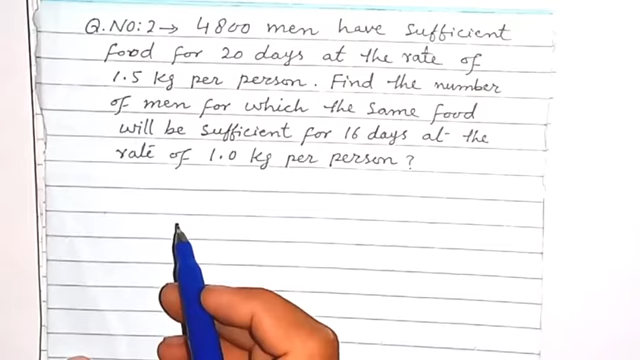 Q.NO:2→ 4800 men have sufficient
food for 20 days at the rate of
1.5 kg per person. Find the number
of men for which the same food
will be sufficient for 16 days at the
rate of 1.0 kg per person?